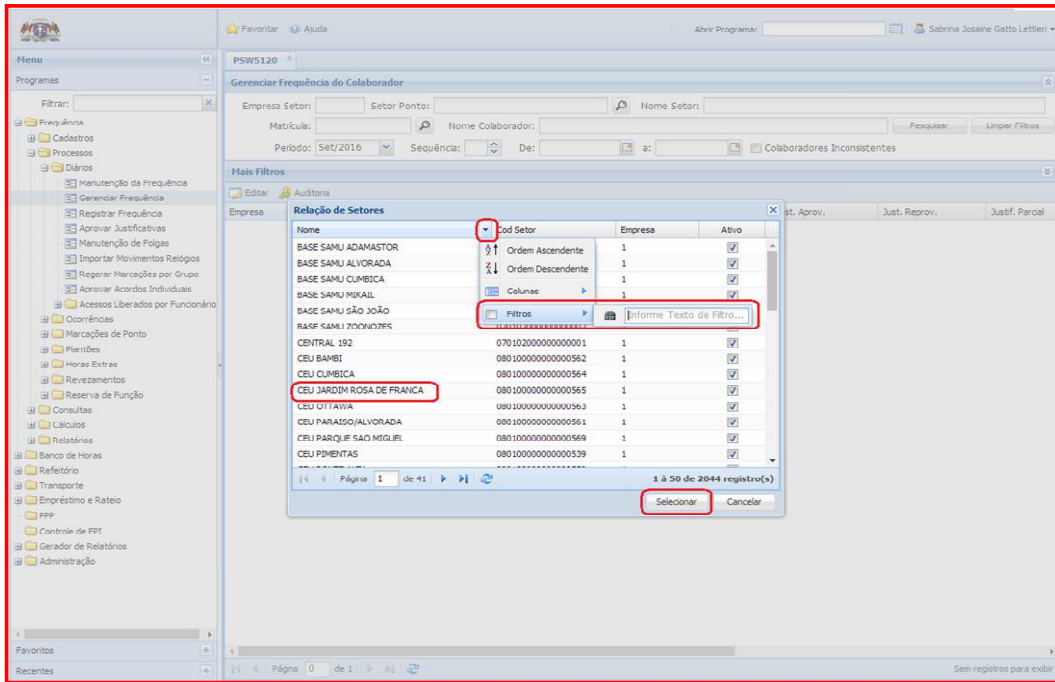 Favoritar Ajuda Abrir Programa: Sabrina Josaine Gatto Lettieri
Menu PSW5120
Programas Gerenciar Frequência do Colaborador
Filtrar: Empresa Setor: Setor Ponto: Nome Setor:
Frequência Matrícula: Nome Colaborador: Pesquisar Limpar Filtros
Cadastros
Processos Período: Set/2016 Sequência: De: a: Colaboradores Inconsistentes
Diários Mais Filtros
Manutenção da Frequência Editar Auditoria
Gerenciar Frequência
Registrar Frequência Empresa st. Aprov. Just. Reprov. Justif. Parcial
Aprovar Justificativas
Manutenção de Folgas
Importar Movimentos Relógios
Regerar Marcações por Grupo
Aprovar Acordos Individuais
Acessos Liberados por Funcionário
Ocorrências
Marcações de Ponto
Plantões
Horas Extras
Revezamentos
Reserva de Função
Consultas
Cálculos
Relatórios
Banco de Horas
Refeitório
Transporte
Empréstimo e Rateio
PPP
Controle de EPI
Gerador de Relatórios
Administração
Favoritos
Recentes
Relação de Setores
Nome Cod Setor Empresa Ativo
BASE SAMU ADAMASTOR 1
BASE SAMU ALVORADA 1
BASE SAMU CUMBICA 1
BASE SAMU MIKAIL 1
BASE SAMU SÃO JOÃO
BASE SAMU ZOONOZES
CENTRAL 192 070102000000000001 1
CEU BAMBI 080100000000000562 1
CEU CUMBICA 080100000000000564 1
CEU JARDIM ROSA DE FRANCA 080100000000000565 1
CEU OTTAWA 080100000000000563 1
CEU PARAISO/ALVORADA 080100000000000561 1
CEU PARQUE SAO MIGUEL 080100000000000569 1
CEU PIMENTAS 080100000000000539 1
Ordem Ascendente
Ordem Descendente
Colunas
Filtros Informe Texto de Filtro...
Página 1 de 41 1 à 50 de 2044 registro(s)
Selecionar Cancelar
Página 0 de 1 Sem registros para exibir